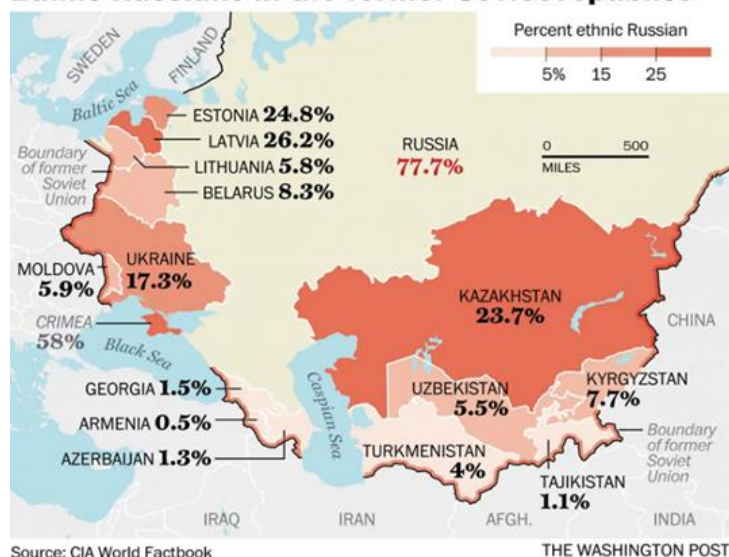 Percent ethnic Russian
5% 15 25
SWEDEN
FINLAND
Baltic Sea
ESTONIA 24.8%
LATVIA 26.2%
LITHUANIA 5.8%
BELARUS 8.3%
Boundary
of former
Soviet
Union
RUSSIA
77.7%
0 500
MILES
UKRAINE
17.3%
MOLDOVA
5.9%
CRIMEA
58%
Black Sea
KAZAKHSTAN
23.7%
CHINA
GEORGIA 1.5%
ARMENIA 0.5%
AZERBAIJAN 1.3%
Caspian Sea
UZBEKISTAN
5.5%
KYRGYZSTAN
7.7%
TURKMENISTAN
4%
TAJIKISTAN
1.1%
Boundary
of former
Soviet
Union
IRAQ
IRAN
AFGH.
INDIA
Source: CIA World Factbook
THE WASHINGTON POST